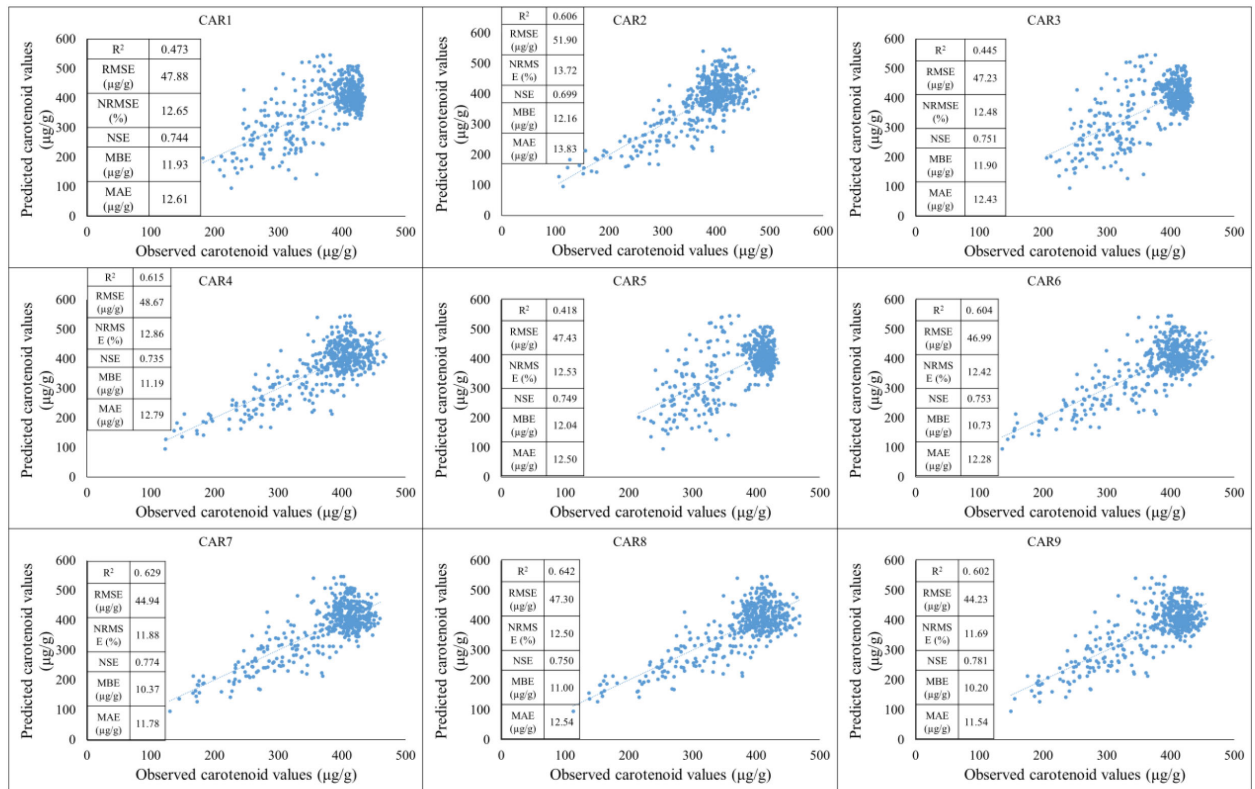 CAR1
R² 0.473
RMSE (µg/g) 47.88
NRMSE (%) 12.65
NSE 0.744
MBE (µg/g) 11.93
MAE (µg/g) 12.61
Predicted carotenoid values (µg/g)
600
500
400
300
200
100
0
0 100 200 300 400 500
Observed carotenoid values (µg/g)
CAR2
R² 0.606
RMSE (µg/g) 51.90
NRMS E (%) 13.72
NSE 0.699
MBE (µg/g) 12.16
MAE (µg/g) 13.83
Predicted carotenoid values (µg/g)
600
500
400
300
200
100
0
0 100 200 300 400 500 600
Observed carotenoid values (µg/g)
CAR3
R² 0.445
RMSE (µg/g) 47.23
NRMSE (%) 12.48
NSE 0.751
MBE (µg/g) 11.90
MAE (µg/g) 12.43
Predicted carotenoid values (µg/g)
600
500
400
300
200
100
0
0 100 200 300 400 500
Observed carotenoid values (µg/g)
CAR4
R² 0.615
RMSE (µg/g) 48.67
NRMS E (%) 12.86
NSE 0.735
MBE (µg/g) 11.19
MAE (µg/g) 12.79
Predicted carotenoid values (µg/g)
600
500
400
300
200
100
0
0 100 200 300 400 500
Observed carotenoid values (µg/g)
CAR5
R² 0.418
RMSE (µg/g) 47.43
NRMS E (%) 12.53
NSE 0.749
MBE (µg/g) 12.04
MAE (µg/g) 12.50
Predicted carotenoid values (µg/g)
600
500
400
300
200
100
0
0 100 200 300 400 500
Observed carotenoid values (µg/g)
CAR6
R² 0. 604
RMSE (µg/g) 46.99
NRMS E (%) 12.42
NSE 0.753
MBE (µg/g) 10.73
MAE (µg/g) 12.28
Predicted carotenoid values (µg/g)
600
500
400
300
200
100
0
0 100 200 300 400 500
Observed carotenoid values (µg/g)
CAR7
R² 0. 629
RMSE (µg/g) 44.94
NRMS E (%) 11.88
NSE 0.774
MBE (µg/g) 10.37
MAE (µg/g) 11.78
Predicted carotenoid values (µg/g)
600
500
400
300
200
100
0
0 100 200 300 400 500
Observed carotenoid values (µg/g)
CAR8
R² 0. 642
RMSE (µg/g) 47.30
NRMS E (%) 12.50
NSE 0.750
MBE (µg/g) 11.00
MAE (µg/g) 12.54
Predicted carotenoid values (µg/g)
600
500
400
300
200
100
0
0 100 200 300 400 500
Observed carotenoid values (µg/g)
CAR9
R² 0. 602
RMSE (µg/g) 44.23
NRMS E (%) 11.69
NSE 0.781
MBE (µg/g) 10.20
MAE (µg/g) 11.54
Predicted carotenoid values (µg/g)
600
500
400
300
200
100
0
0 100 200 300 400 500
Observed carotenoid values (µg/g)